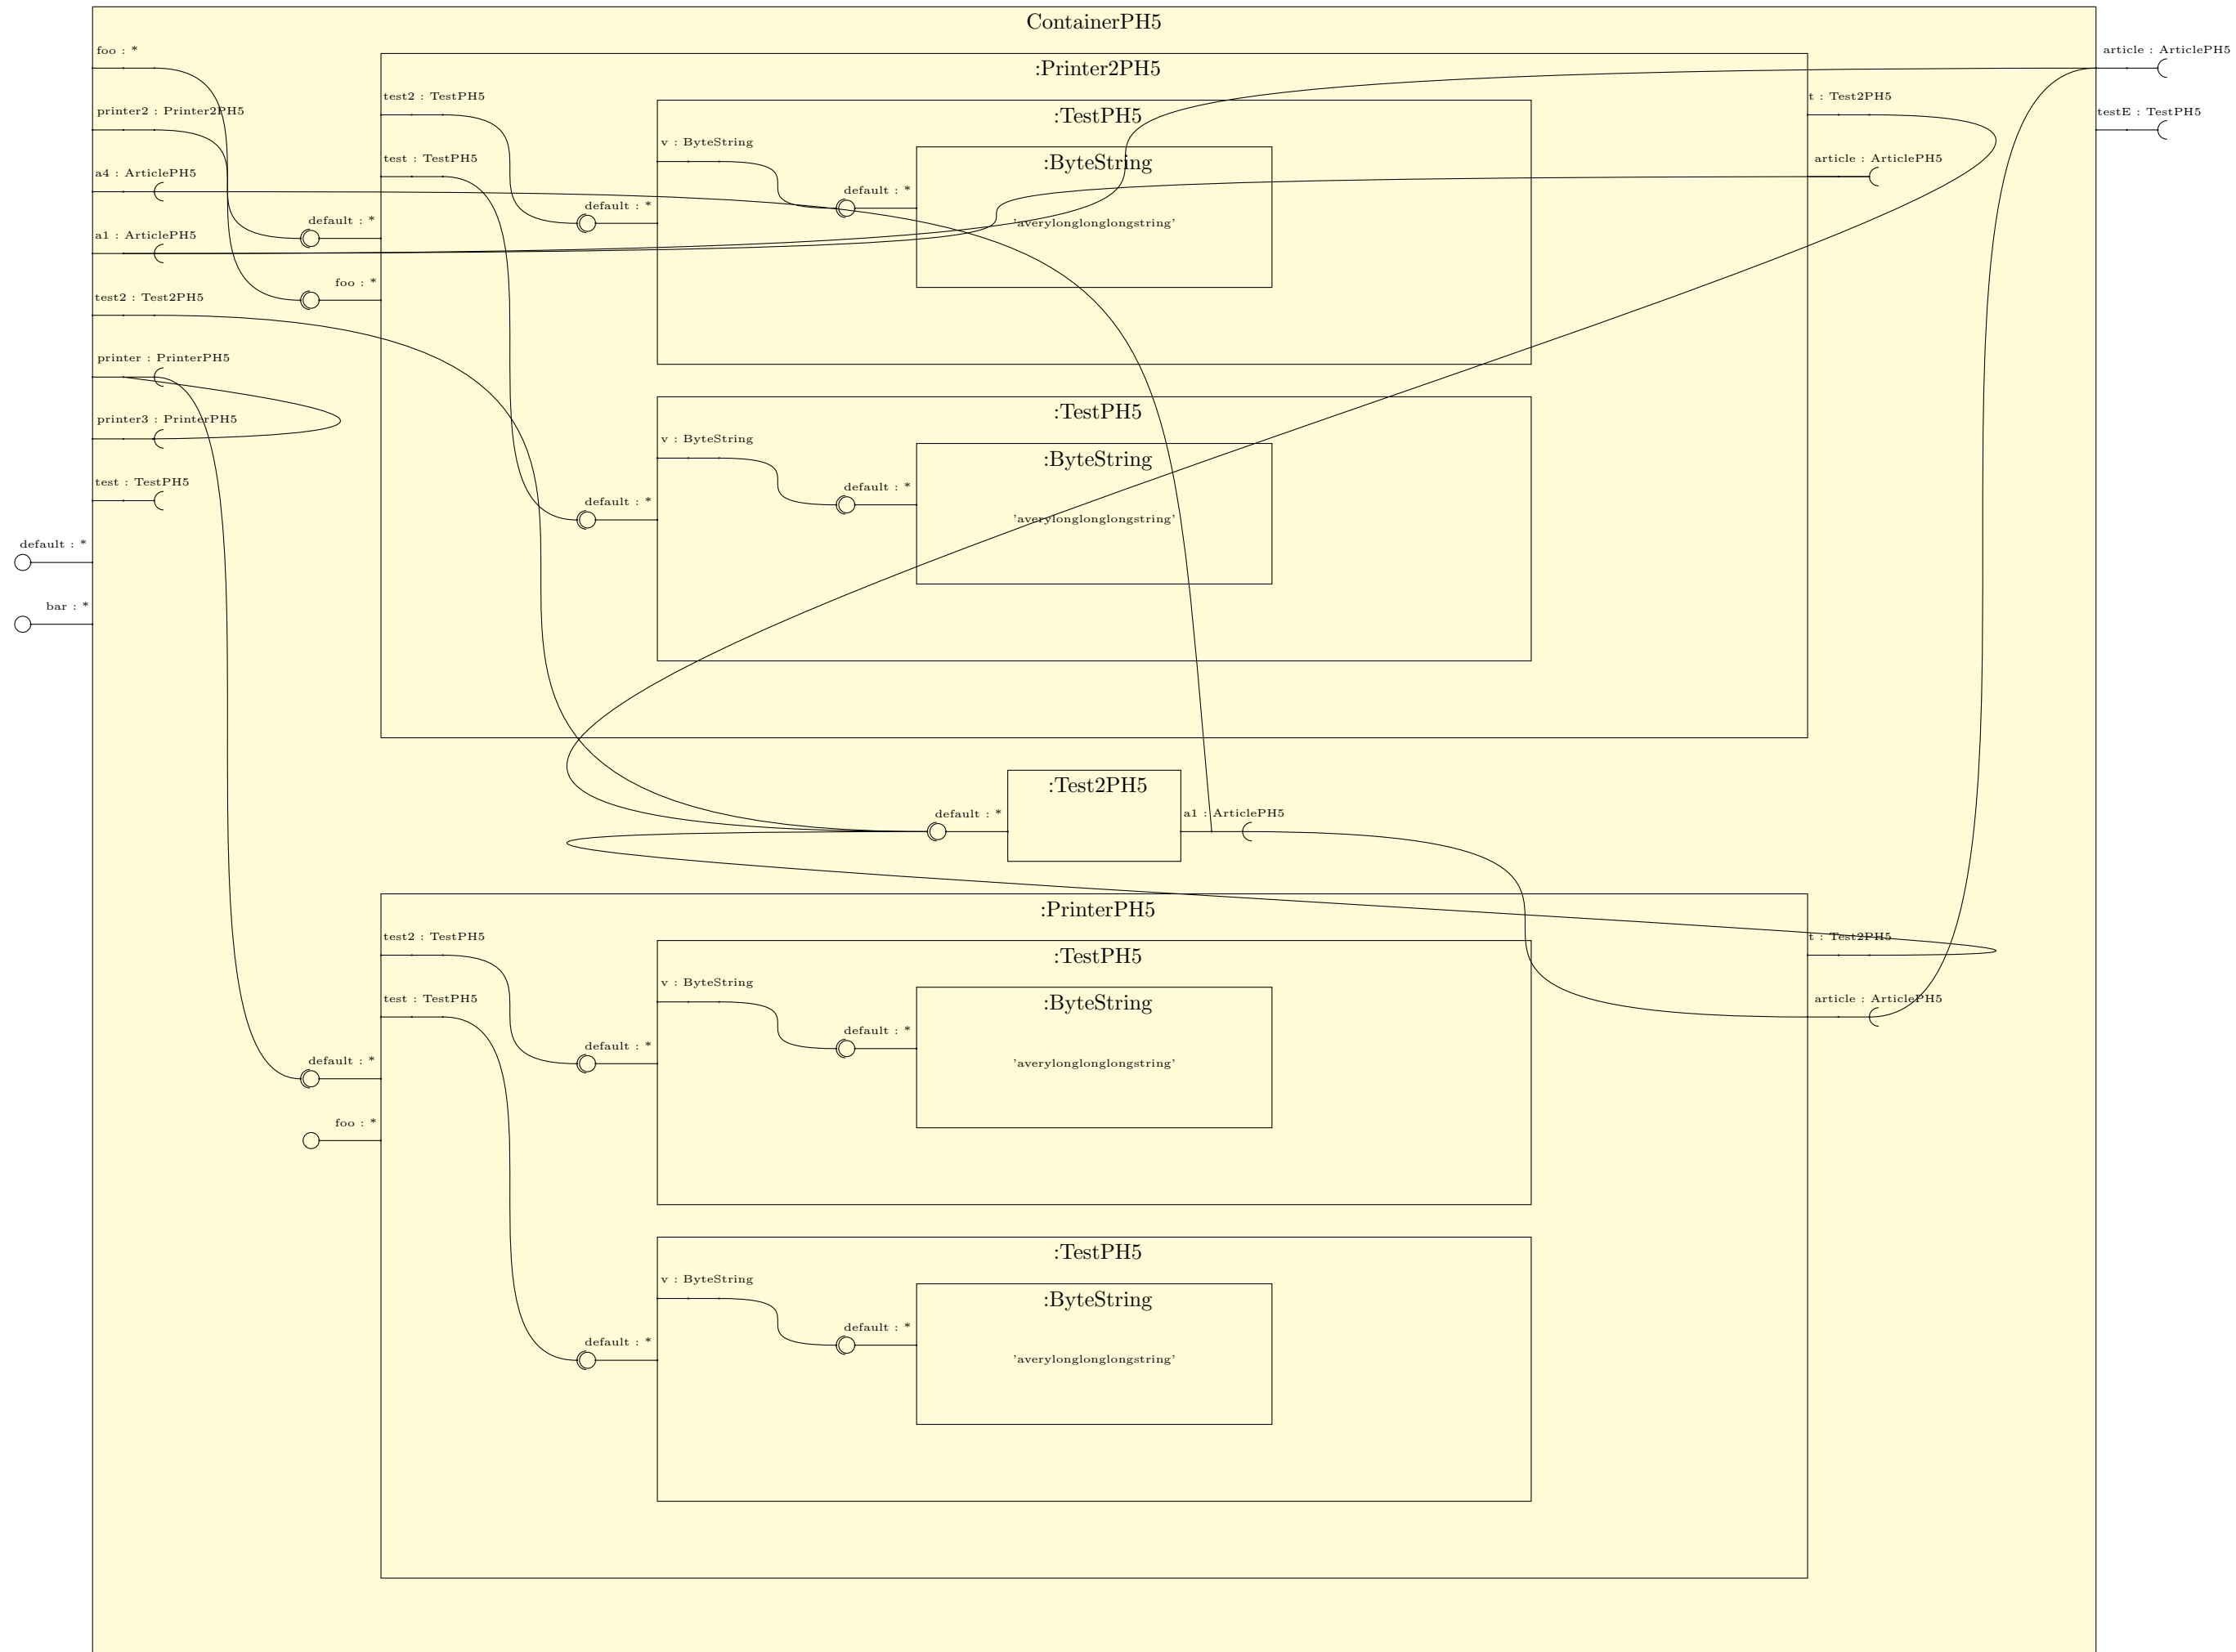 ContainerPH5
foo : *
article : ArticlePH5
:Printer2PH5
test2 : TestPH5
t : Test2PH5
printer2 : Printer2PH5
testE : TestPH5
:TestPH5
v : ByteString
test : TestPH5
article : ArticlePH5
:ByteString
a4 : ArticlePH5
default : *
default : *
default : *
'averylonglonglongstring'
a1 : ArticlePH5
foo : *
test2 : Test2PH5
printer : PrinterPH5
:TestPH5
printer3 : PrinterPH5
v : ByteString
:ByteString
test : TestPH5
default : *
default : *
'averylonglonglongstring'
default : *
bar : *
:Test2PH5
default : *
a1 : ArticlePH5
:PrinterPH5
test2 : TestPH5
t : Test2PH5
:TestPH5
v : ByteString
test : TestPH5
article : ArticlePH5
:ByteString
default : *
default : *
default : *
'averylonglonglongstring'
foo : *
:TestPH5
v : ByteString
:ByteString
default : *
default : *
'averylonglonglongstring'